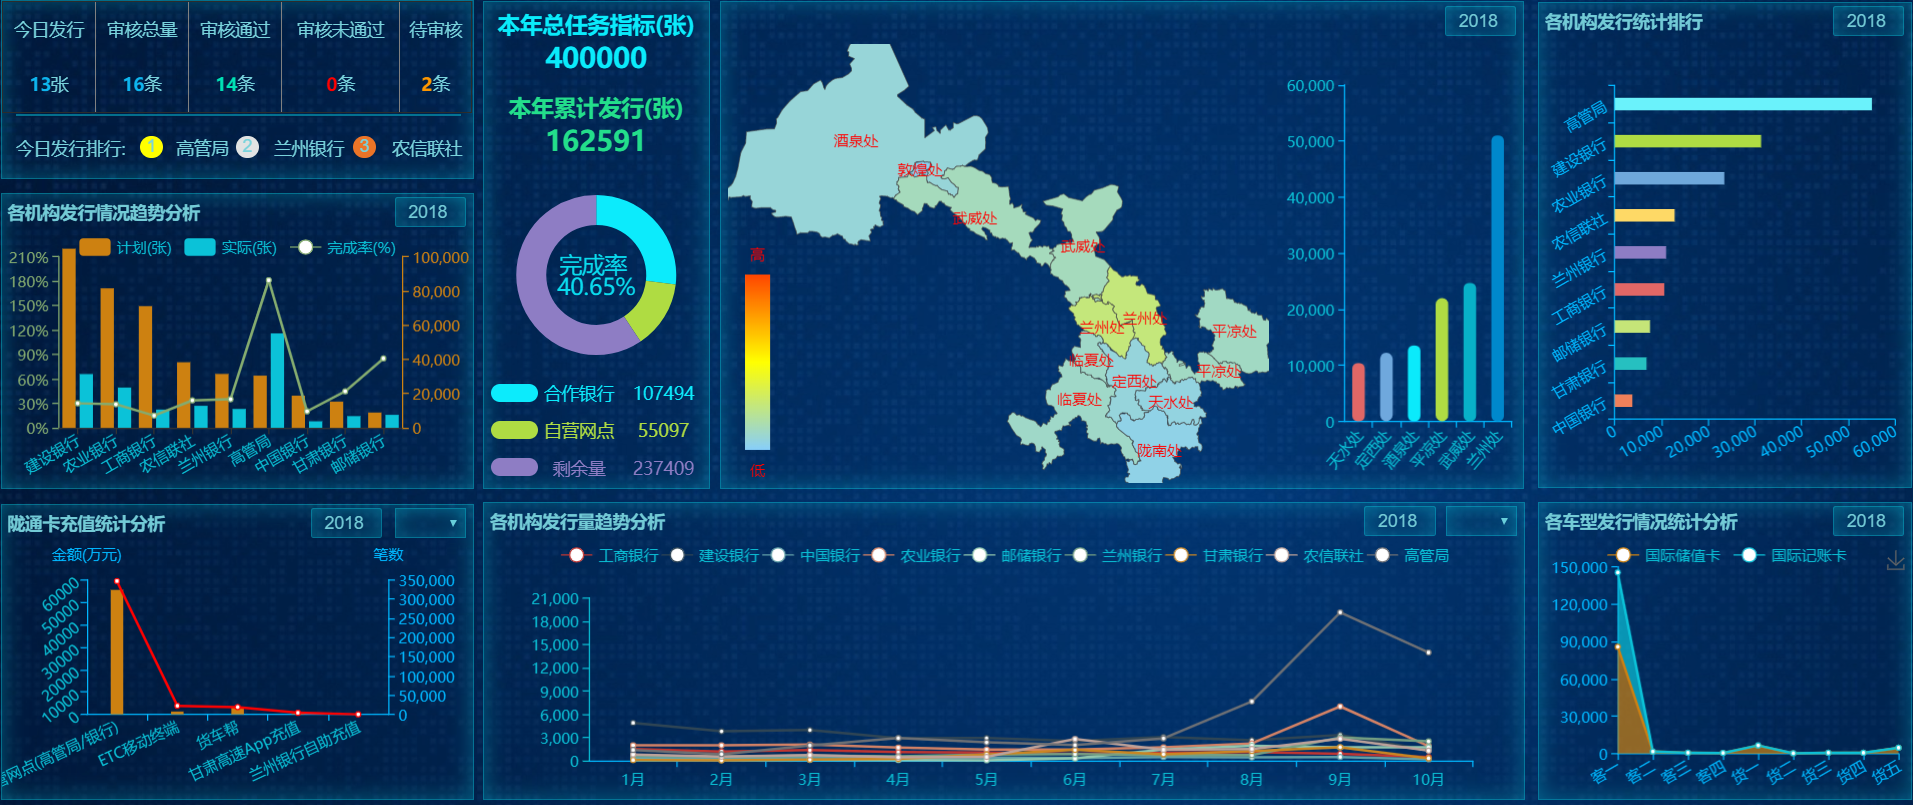 今日发行 审核总量 审核通过 审核未通过 待审核
13张 16条 14条 0条 2条
今日发行排行: 1 高管局 2 兰州银行 3 农信联社
各机构发行情况趋势分析 2018
计划(张) 实际(张) 完成率(%)
210% 100,000
180% 80,000
150%
120% 60,000
90% 40,000
60%
30% 20,000
0% 0
建设银行 农业银行 工商银行 农信联社 兰州银行 高管局 中国银行 甘肃银行 邮储银行
本年总任务指标(张)
400000
本年累计发行(张)
162591
完成率
40.65%
合作银行 107494
自营网点 55097
剩余量 237409
2018
酒泉处
敦煌处
武威处
武威处
兰州处 兰州处
平凉处
临夏处
平凉处
定西处
临夏处
天水处
陇南处
高
低
60,000
50,000
40,000
30,000
20,000
10,000
0
天水处 定西处 酒泉处 平凉处 武威处 兰州处
各机构发行统计排行 2018
高管局
建设银行
农业银行
农信联社
兰州银行
工商银行
邮储银行
甘肃银行
中国银行
0 10,000 20,000 30,000 40,000 50,000 60,000
陇通卡充值统计分析 2018
金额(万元) 笔数
60000 350,000
50000 300,000
40000 250,000
30000 200,000
20000 150,000
10000 100,000
0 50,000
0
营网点(高管局/银行) ETC移动终端 货车帮 甘肃高速App充值 兰州银行自助充值
各机构发行量趋势分析 2018
工商银行 建设银行 中国银行 农业银行 邮储银行 兰州银行 甘肃银行 农信联社 高管局
21,000
18,000
15,000
12,000
9,000
6,000
3,000
0
1月 2月 3月 4月 5月 6月 7月 8月 9月 10月
各车型发行情况统计分析 2018
国际储值卡 国际记账卡
150,000
120,000
90,000
60,000
30,000
0
客一 客二 客三 客四 货一 货二 货三 货四 货五